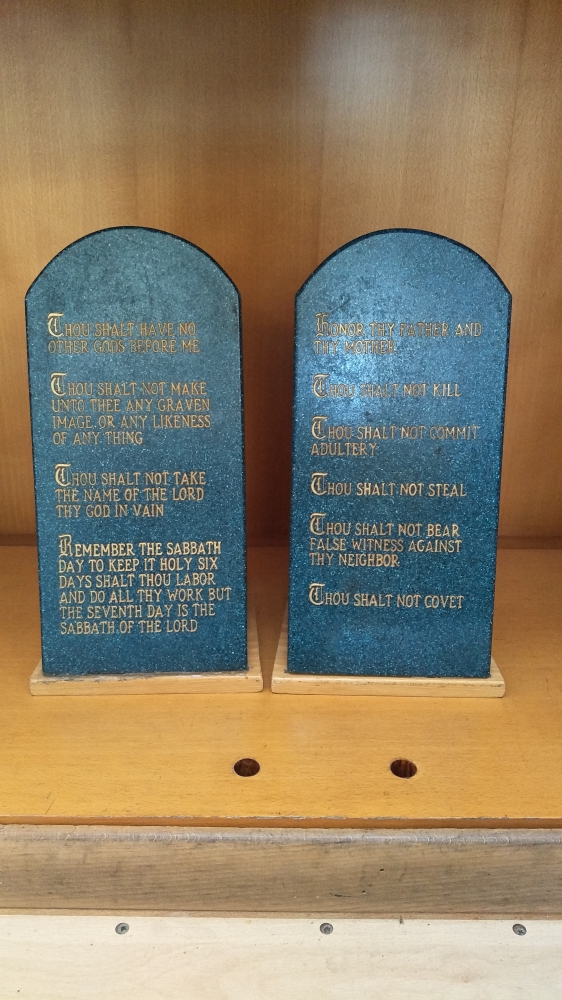 THOU SHALT HAVE NO
OTHER GODS BEFORE ME
THOU SHALT NOT MAKE
UNTO THEE ANY GRAVEN
IMAGE, OR ANY LIKENESS
OF ANY THING
THOU SHALT NOT TAKE
THE NAME OF THE LORD
THY GOD IN VAIN
REMEMBER THE SABBATH
DAY TO KEEP IT HOLY SIX
DAYS SHALT THOU LABOR
AND DO ALL THY WORK BUT
THE SEVENTH DAY IS THE
SABBATH OF THE LORD
HONOR THY FATHER AND
THY MOTHER
THOU SHALT NOT KILL
THOU SHALT NOT COMMIT
ADULTERY
THOU SHALT NOT STEAL
THOU SHALT NOT BEAR
FALSE WITNESS AGAINST
THY NEIGHBOR
THOU SHALT NOT COVET